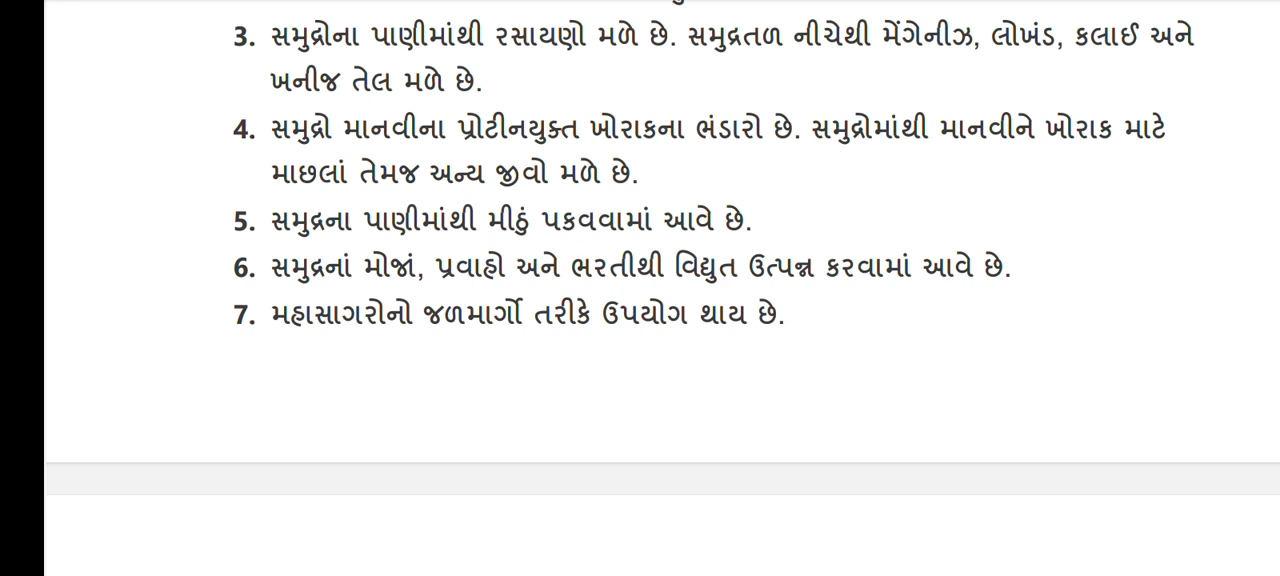 3. સમુદ્રોના પાણીમાંથી રસાયણો મળે છે. સમુદ્રતળ નીચેથી મેંગેનીઝ, લોખંડ, કલાઈ અને
ખનીજ તેલ મળે છે.
4. સમુદ્રો માનવીના પ્રોટીનયુક્ત ખોરાકના ભંડારો છે. સમુદ્રોમાંથી માનવીને ખોરાક માટે
માછલાં તેમજ અન્ય જીવો મળે છે.
5. સમુદ્રના પાણીમાંથી મીઠું પકવવામાં આવે છે.
6. સમુદ્રનાં મોજાં, પ્રવાહો અને ભરતીથી વિદ્યુત ઉત્પન્ન કરવામાં આવે છે.
7. મહાસાગરોનો જળમાર્ગો તરીકે ઉપયોગ થાય છે.